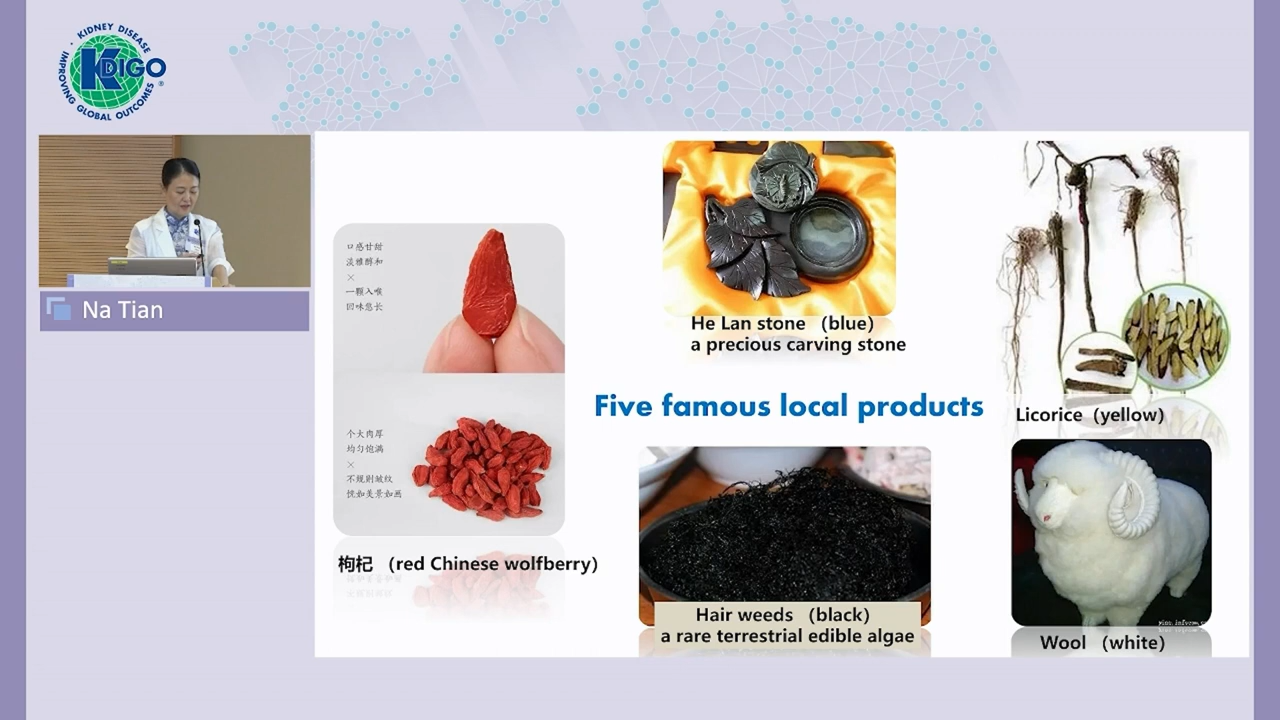 KIDNEY DISEASE
IMPROVING GLOBAL OUTCOMES
KDIGO
®
Na Tian
口感甘甜
淡雅醇和
×
一颗入喉
回味悠长
个大肉厚
均匀饱满
×
不规则皱纹
恍如美景如画
枸杞 （red Chinese wolfberry）
He Lan stone （blue）
a precious carving stone
Five famous local products
Hair weeds （black）
a rare terrestrial edible algae
Licorice（yellow）
Wool （white）